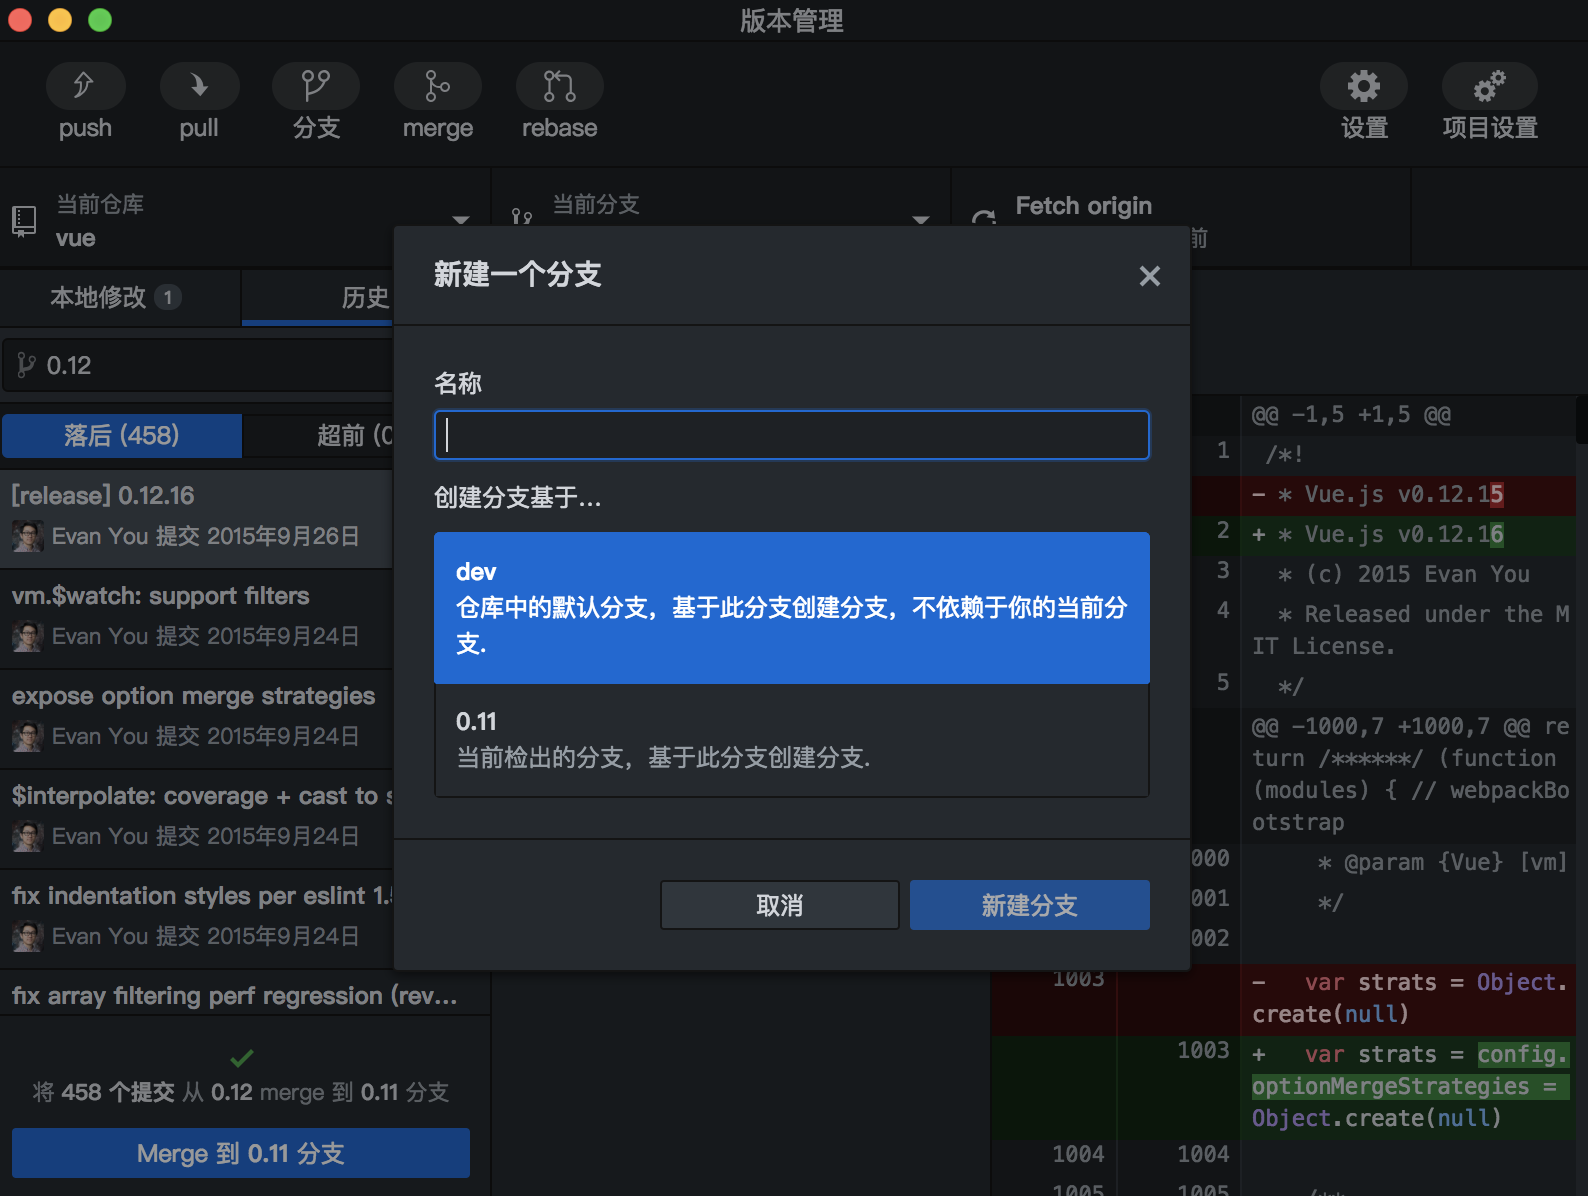 版本管理
push
pull
分支
merge
rebase
设置
项目设置
当前仓库
vue
当前分支
Fetch origin
前
本地修改 1
历史
0.12
落后 (458)
超前 (0
[release] 0.12.16
Evan You 提交 2015年9月26日
vm.$watch: support filters
Evan You 提交 2015年9月24日
expose option merge strategies
Evan You 提交 2015年9月24日
$interpolate: coverage + cast to s
Evan You 提交 2015年9月24日
fix indentation styles per eslint 1.5
Evan You 提交 2015年9月24日
fix array filtering perf regression (rev...
将 458 个提交 从 0.12 merge 到 0.11 分支
Merge 到 0.11 分支
新建一个分支
名称
创建分支基于...
dev
仓库中的默认分支，基于此分支创建分支，不依赖于你的当前分
支.
0.11
当前检出的分支，基于此分支创建分支.
取消
新建分支
@@ -1,5 +1,5 @@
1 /*!
- * Vue.js v0.12.15
2 + * Vue.js v0.12.16
3 * (c) 2015 Evan You
4 * Released under the M
IT License.
5 */
@@ -1000,7 +1000,7 @@ re
turn /******/ (function
(modules) { // webpackBo
otstrap
000 * @param {Vue} [vm]
001 */
002
1003 - var strats = Object.
create(null)
1003 + var strats = config.
optionMergeStrategies =
Object.create(null)
1004 1004
1005 1005 /**